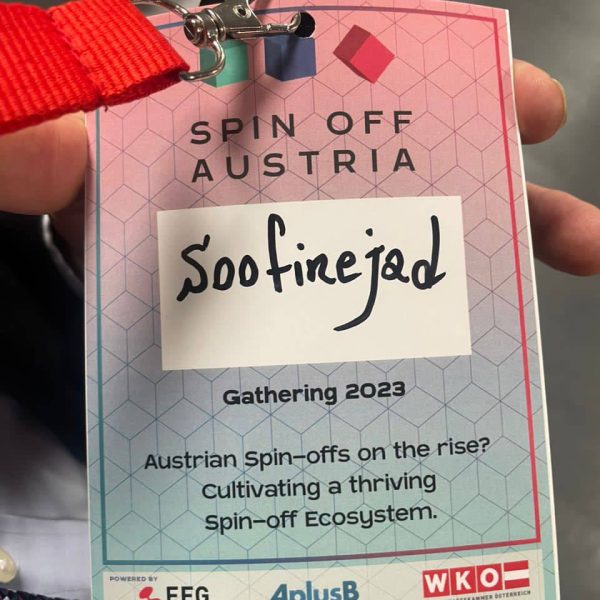 SPIN OFF
AUSTRIA
Soofinejad
Gathering 2023
Austrian Spin-offs on the rise?
Cultivating a thriving
Spin-off Ecosystem.
POWERED BY
FFG
AplusB
WKO